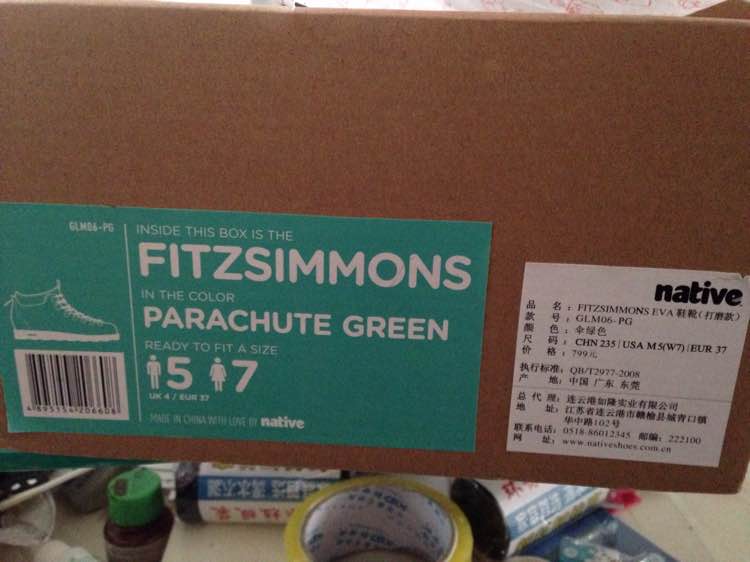 GLM06-PG
INSIDE THIS BOX IS THE
FITZSIMMONS
IN THE COLOR
PARACHUTE GREEN
READY TO FIT A SIZE
5 7
UK 4 / EUR 37
MADE IN CHINA WITH LOVE BY native
native
品 名：FITZSIMMONS EVA 鞋靴(打磨款)
款 号：GLM06-PG
颜 色：伞绿色
尺 码：CHN 235 | USA M5(W7) | EUR 37
价 格：799元
执行标准：QB/T2977-2008
产 地：中国 广东 东莞
总 代 理：连云港如隆实业有限公司
地 址：江苏省连云港市赣榆县城青口镇
华中路102号
联系电话：0518-86012345 邮编：222100
网 址：www.nativeshoes.com.cn